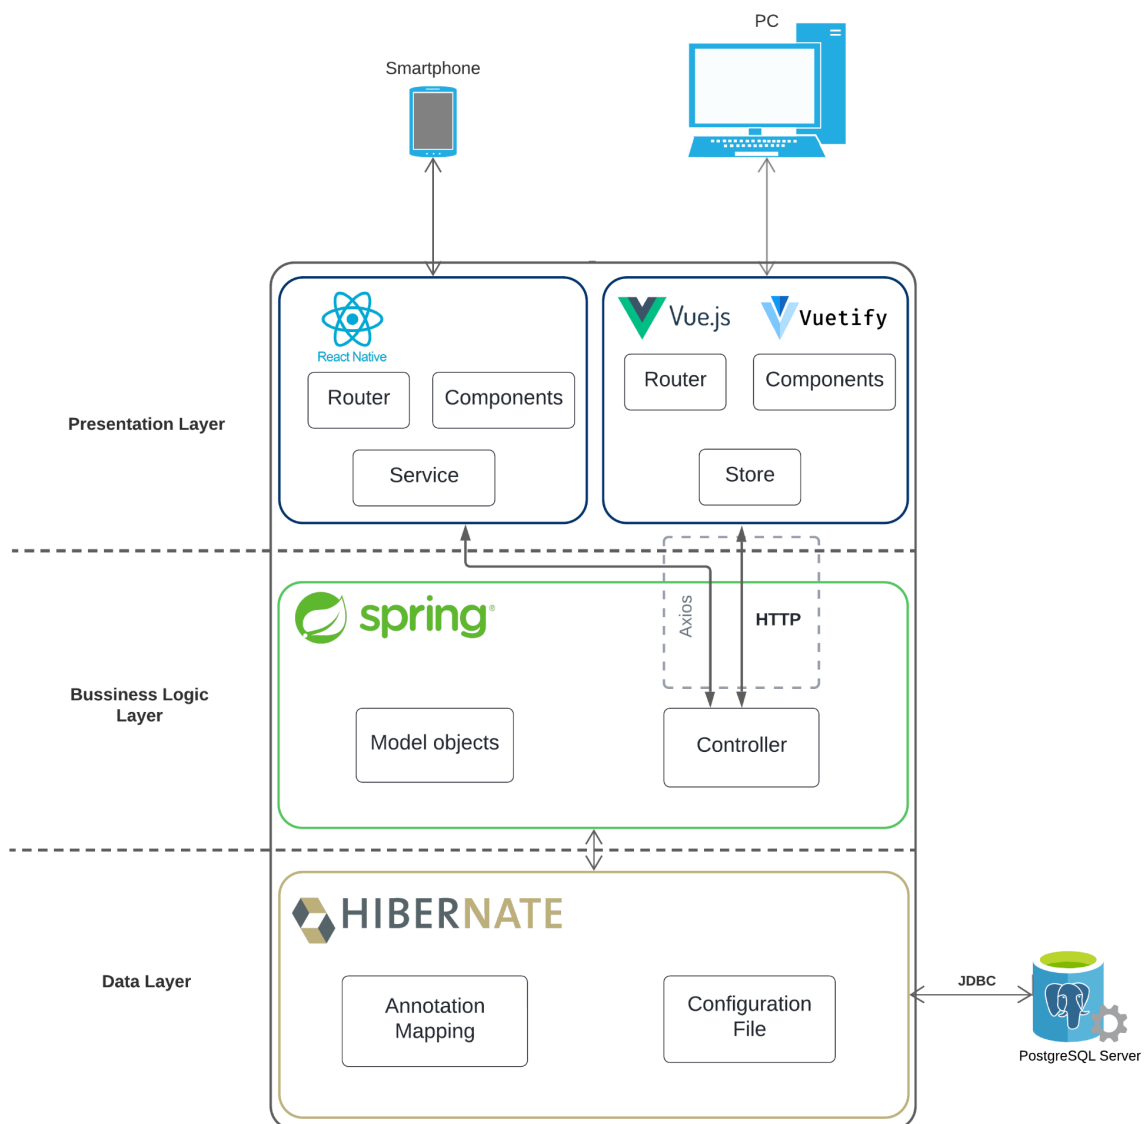 PC
Smartphone
React Native
Vue.js
Vuetify
Router
Components
Service
Router
Components
Store
Presentation Layer
spring®
Axios
HTTP
Bussiness Logic
Layer
Model objects
Controller
HIBERNATE
Data Layer
Annotation
Mapping
Configuration
File
JDBC
PostgreSQL Server